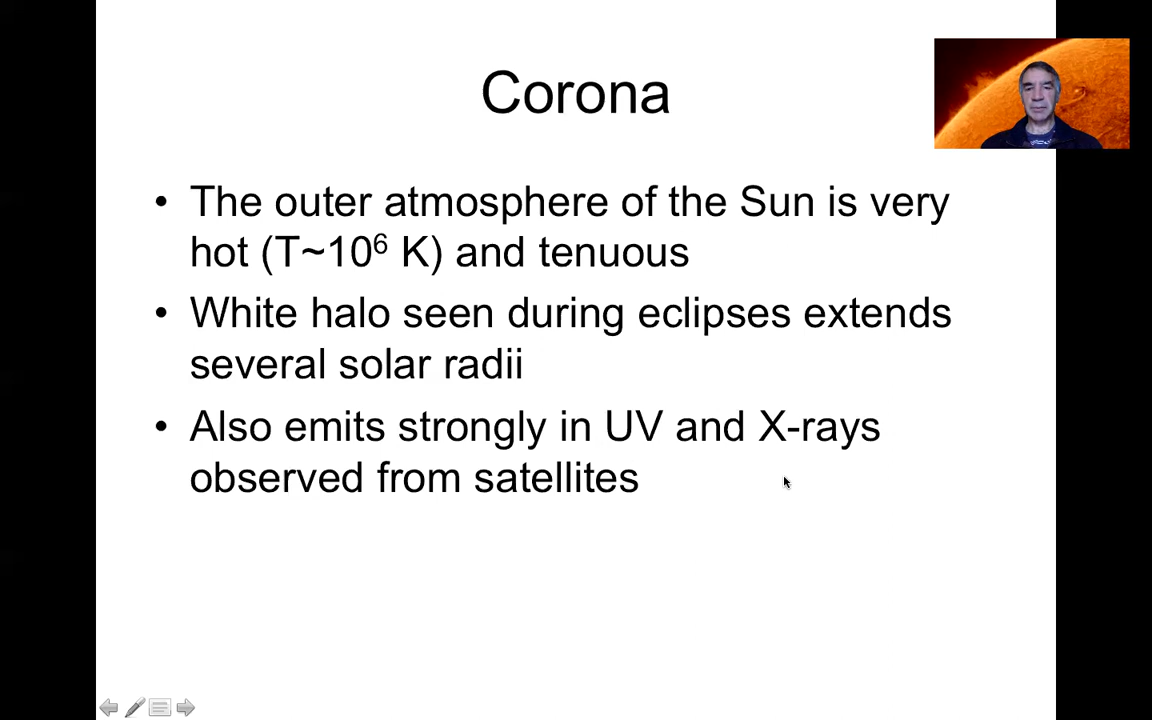 Corona
• The outer atmosphere of the Sun is very
hot (T~10⁶ K) and tenuous
• White halo seen during eclipses extends
several solar radii
• Also emits strongly in UV and X-rays
observed from satellites